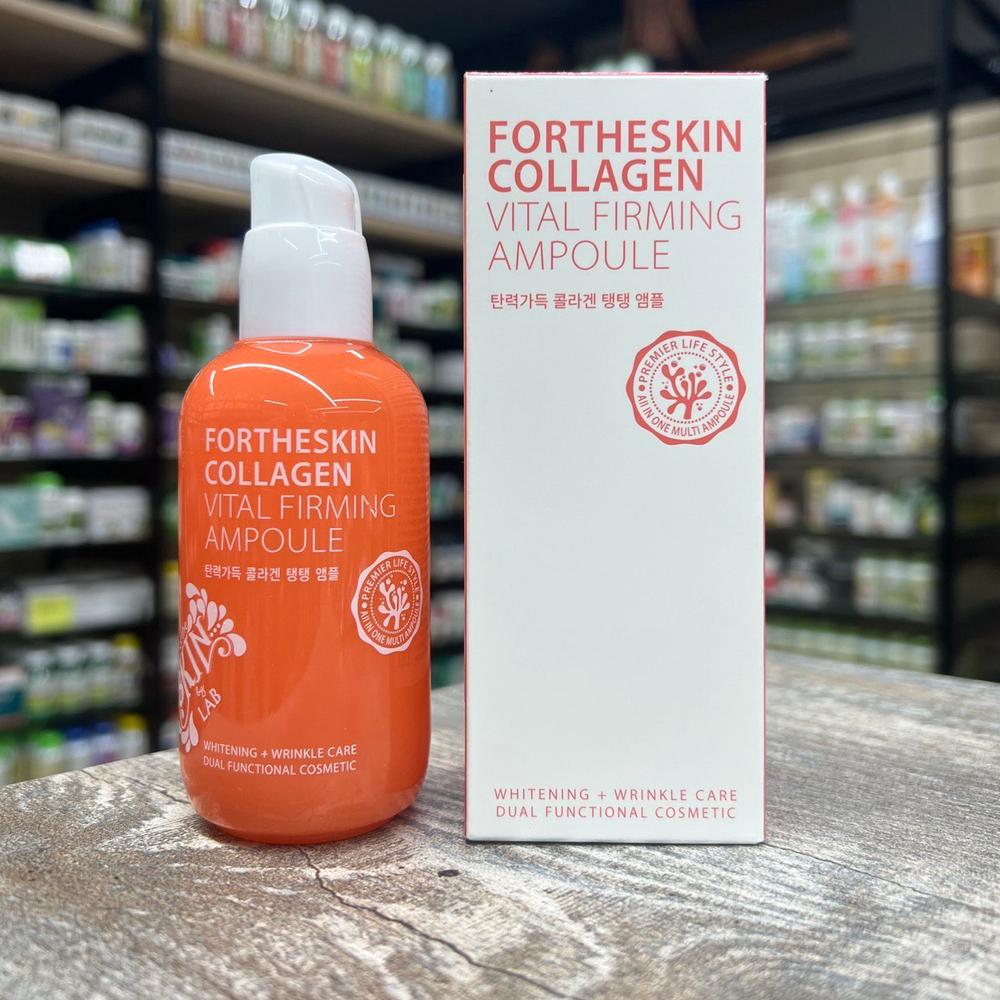 FORTHESKIN
COLLAGEN
VITAL FIRMING
AMPOULE
탄력가득 콜라겐 탱탱 앰플
PREMIER LIFE STYLE
All IN ONE MULTI AMPOULE
SKIN
by
LAB
WHITENING + WRINKLE CARE
DUAL FUNCTIONAL COSMETIC
FORTHESKIN
COLLAGEN
VITAL FIRMING
AMPOULE
탄력가득 콜라겐 탱탱 앰플
PREMIER LIFE STYLE
All IN ONE MULTI AMPOULE
WHITENING + WRINKLE CARE
DUAL FUNCTIONAL COSMETIC